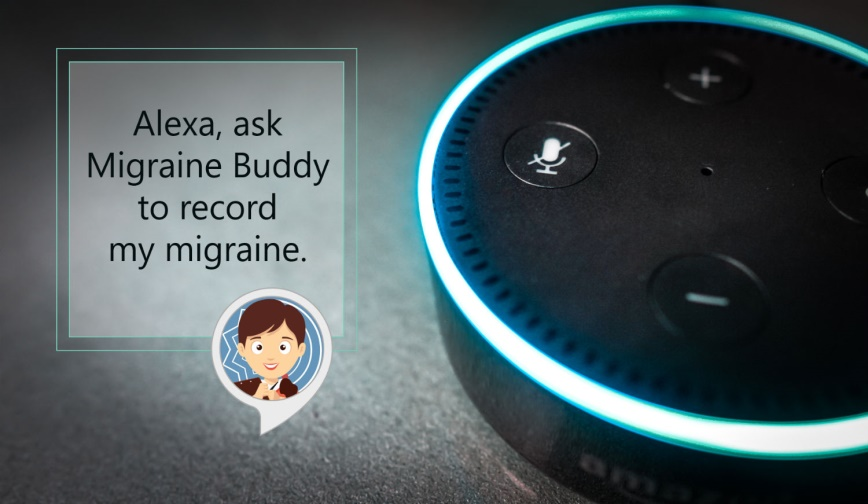 Alexa, ask
Migraine Buddy
to record
my migraine.